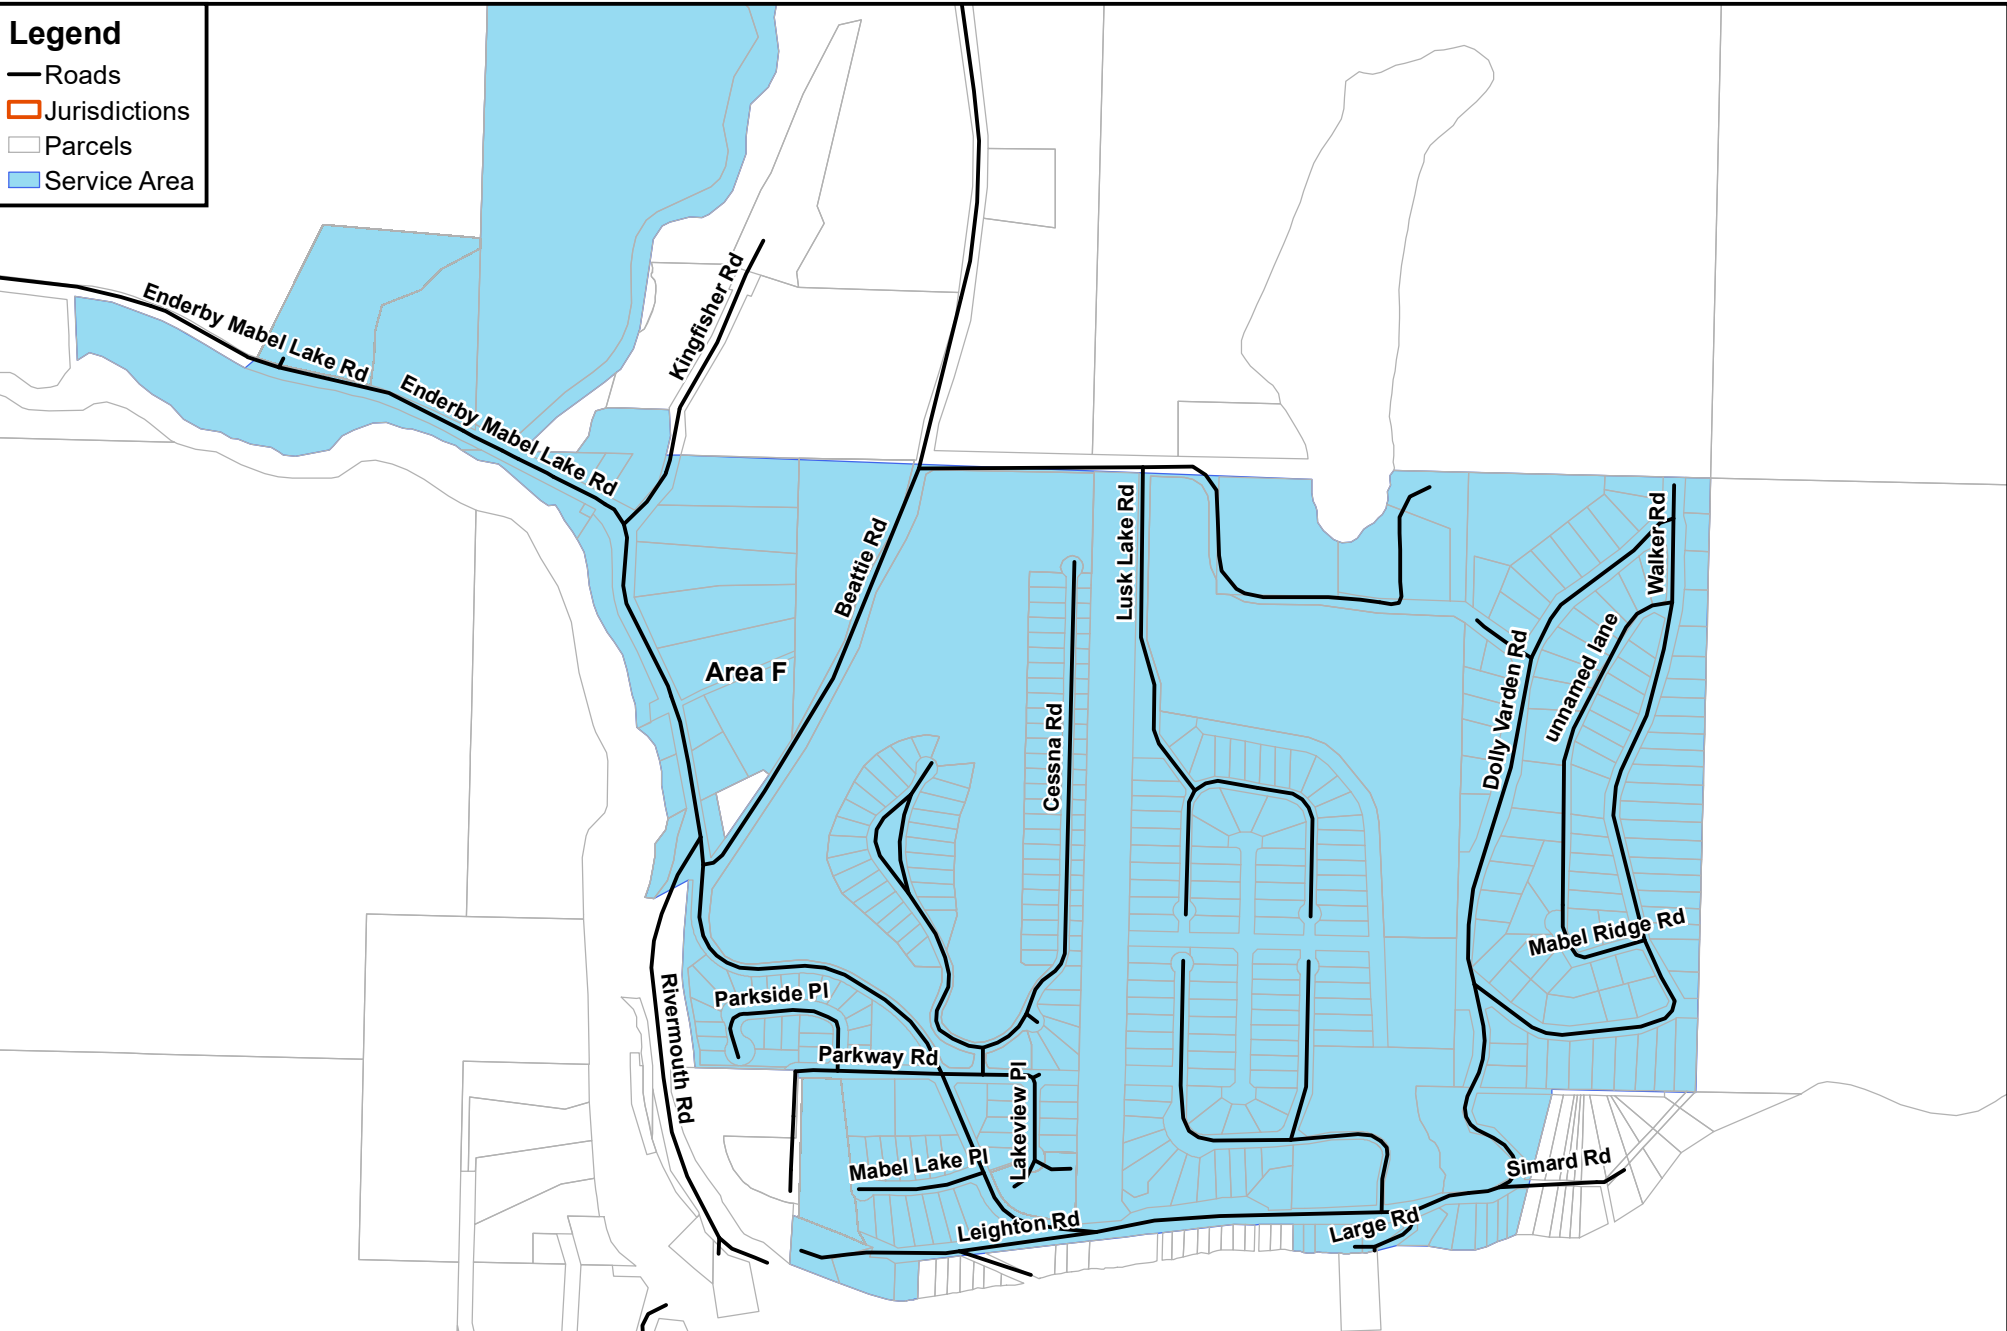 Legend
Roads
Jurisdictions
Parcels
Service Area
Enderby Mabel Lake Rd
Enderby Mabel Lake Rd
Kingfisher Rd
Beattie Rd
Lusk Lake Rd
Walker Rd
unnamed lane
Dolly Varden Rd
Area F
Cessna Rd
Mabel Ridge Rd
Rivermouth Rd
Parkside Pl
Parkway Rd
Lakeview Pl
Mabel Lake Pl
Simard Rd
Leighton Rd
Large Rd